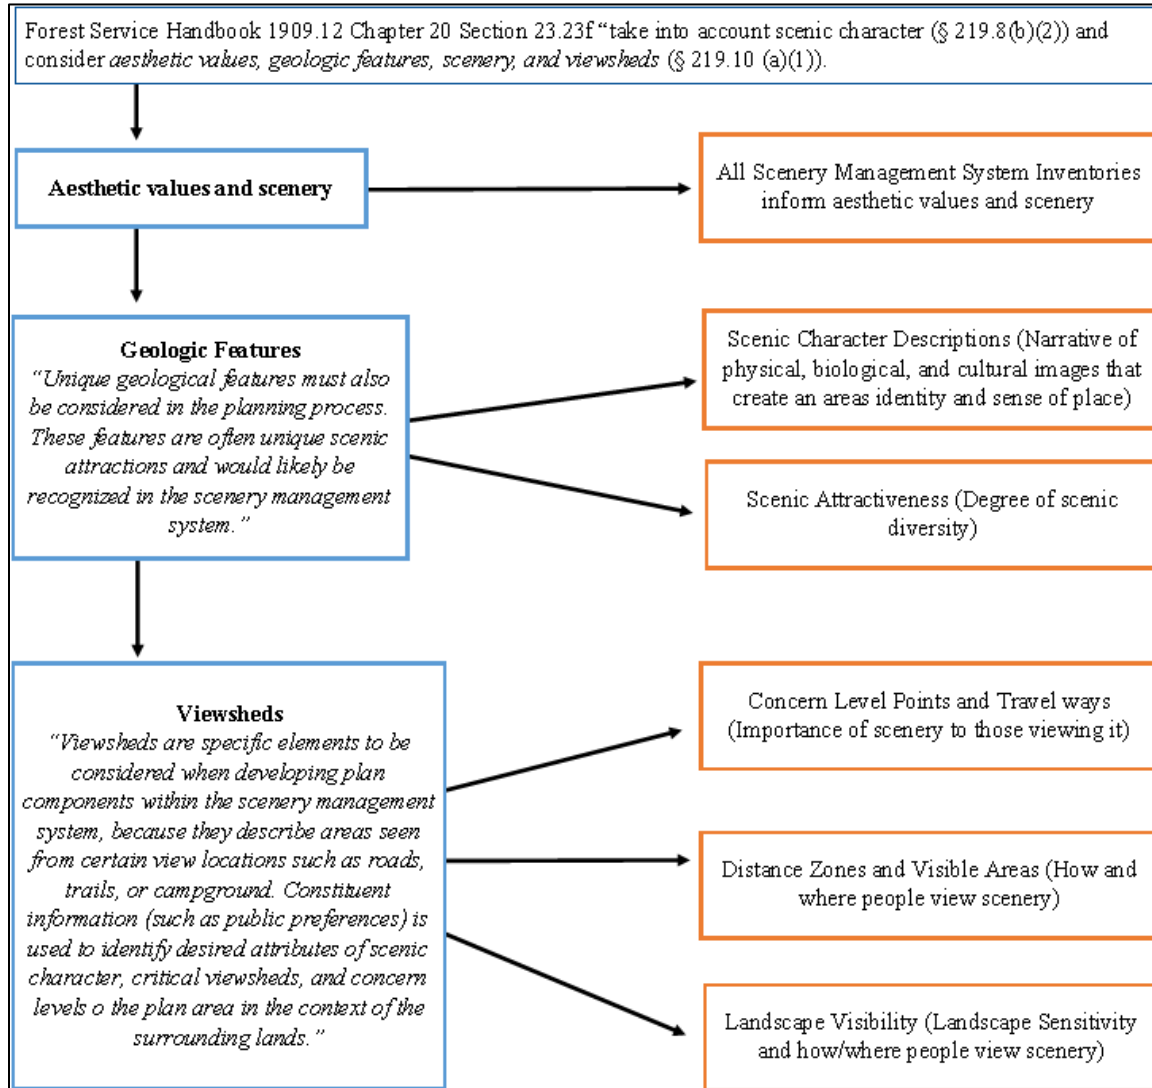 Forest Service Handbook 1909.12 Chapter 20 Section 23.23f “take into account scenic character (§ 219.8(b)(2)) and
consider aesthetic values, geologic features, scenery, and viewsheds (§ 219.10 (a)(1)).
Aesthetic values and scenery
All Scenery Management System Inventories
inform aesthetic values and scenery
Geologic Features
“Unique geological features must also
be considered in the planning process.
These features are often unique scenic
attractions and would likely be
recognized in the scenery management
system.”
Scenic Character Descriptions (Narrative of
physical, biological, and cultural images that
create an areas identity and sense of place)
Scenic Attractiveness (Degree of scenic
diversity)
Viewsheds
“Viewsheds are specific elements to be
considered when developing plan
components within the scenery management
system, because they describe areas seen
from certain view locations such as roads,
trails, or campground. Constituent
information (such as public preferences) is
used to identify desired attributes of scenic
character, critical viewsheds, and concern
levels o the plan area in the context of the
surrounding lands.”
Concern Level Points and Travel ways
(Importance of scenery to those viewing it)
Distance Zones and Visible Areas (How and
where people view scenery)
Landscape Visibility (Landscape Sensitivity
and how/where people view scenery)